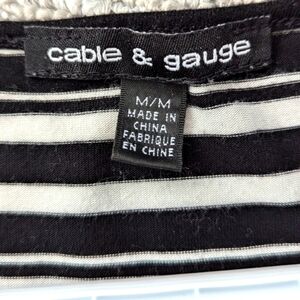 cable & gauge
M/M
MADE IN
CHINA
FABRIQUE
EN CHINE